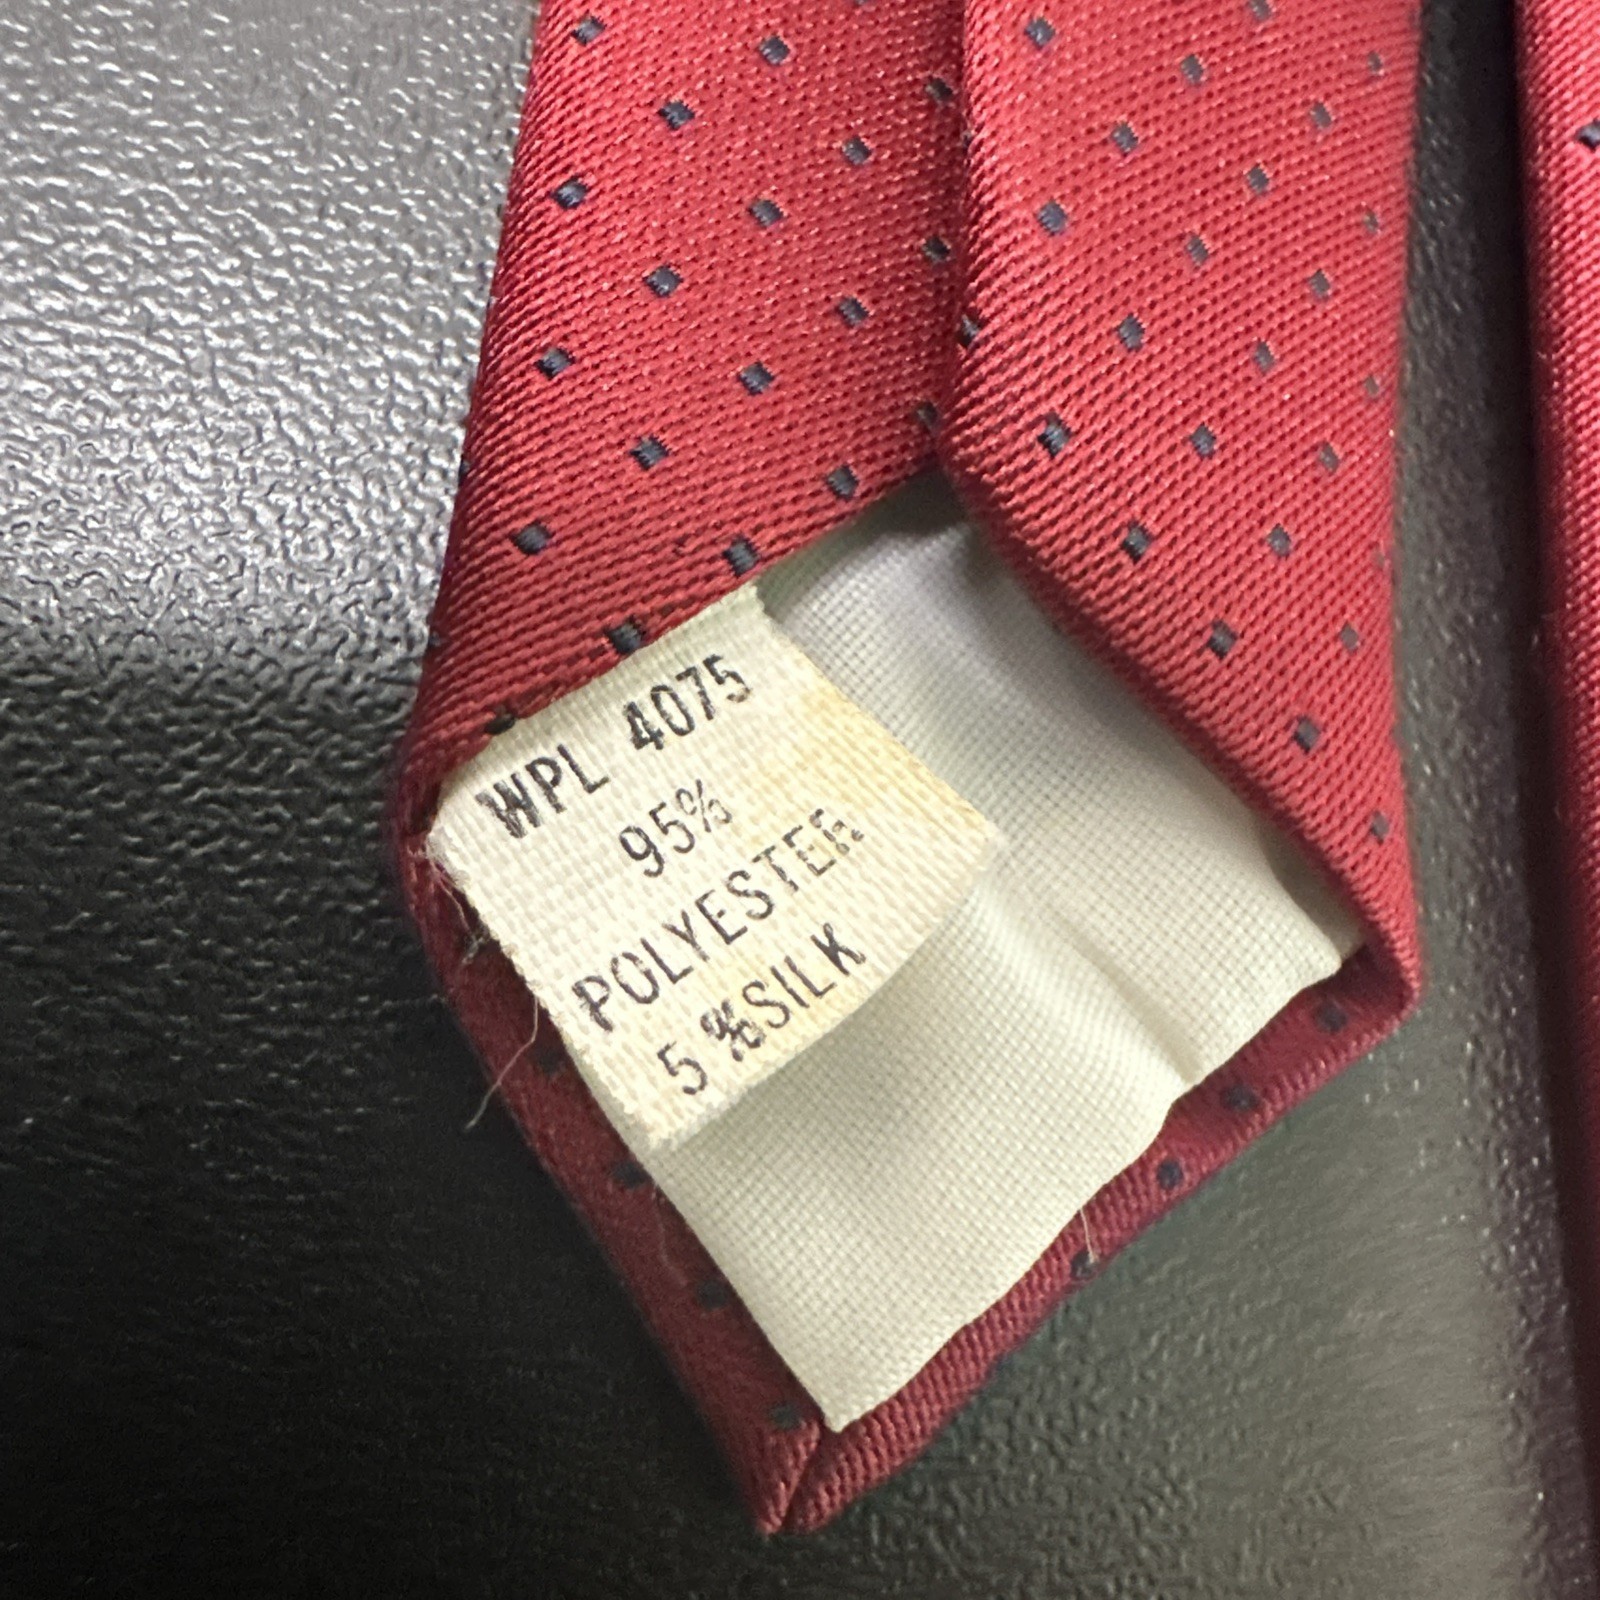 WPL 4075
95%
POLYESTER
5 %SILK